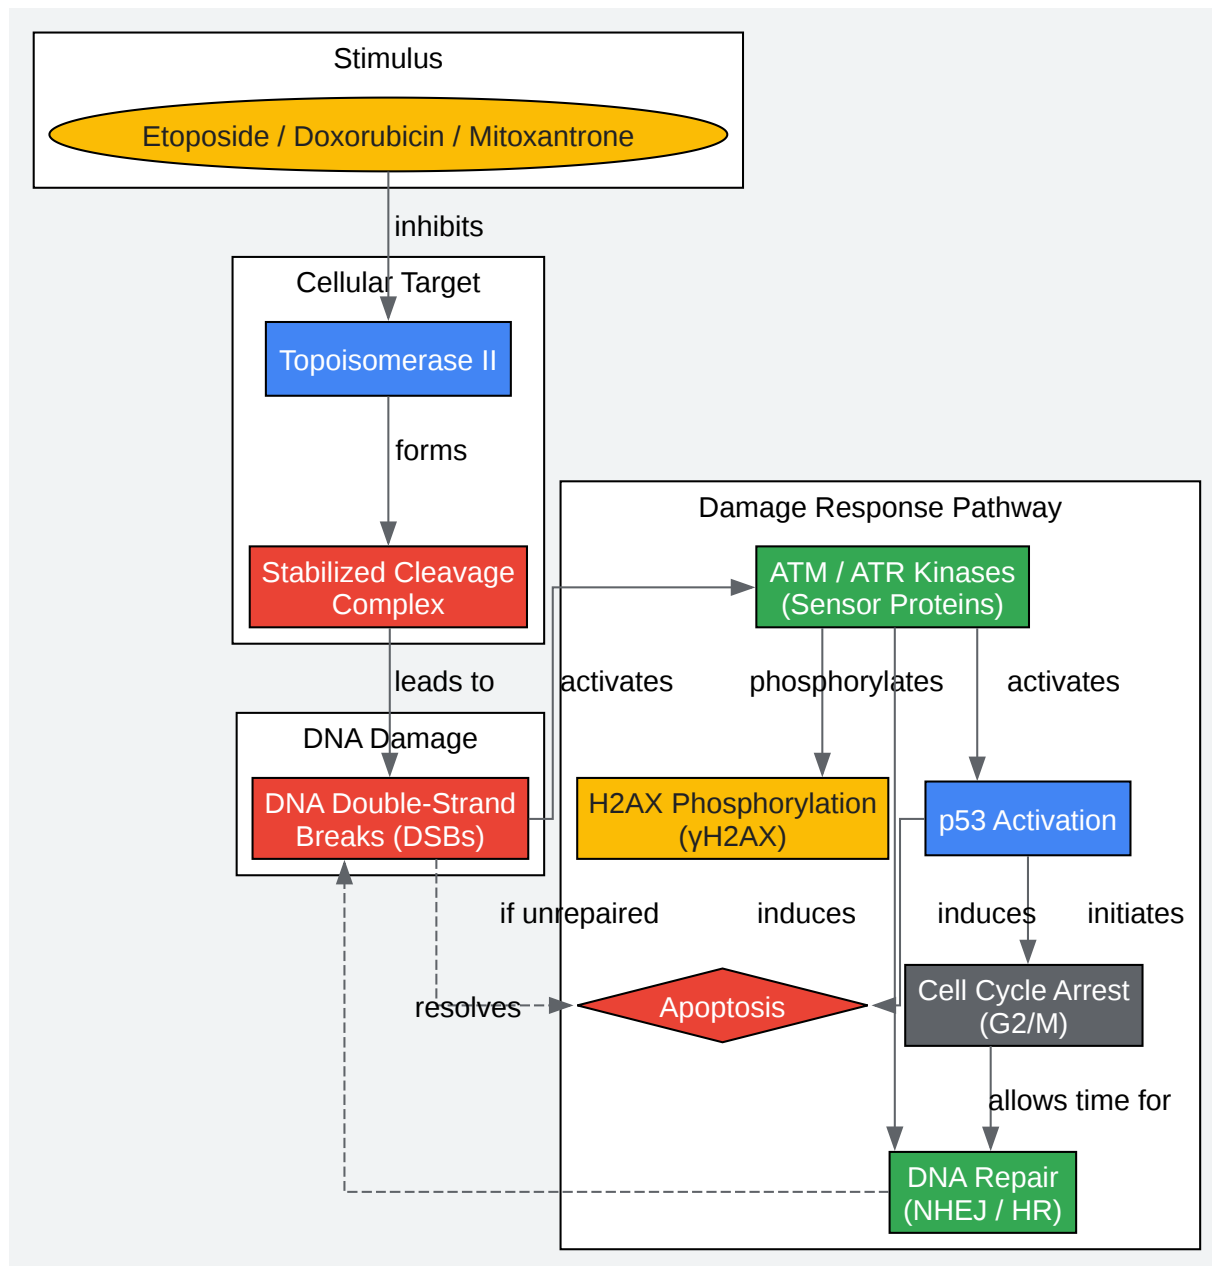 Stimulus
Etoposide / Doxorubicin / Mitoxantrone
inhibits
Cellular Target
Topoisomerase II
forms
Damage Response Pathway
Stabilized Cleavage
Complex
ATM / ATR Kinases
(Sensor Proteins)
leads to
activates
phosphorylates
activates
DNA Damage
DNA Double-Strand
Breaks (DSBs)
H2AX Phosphorylation
(γH2AX)
p53 Activation
if unrepaired
induces
induces
initiates
resolves
Apoptosis
Cell Cycle Arrest
(G2/M)
allows time for
DNA Repair
(NHEJ / HR)